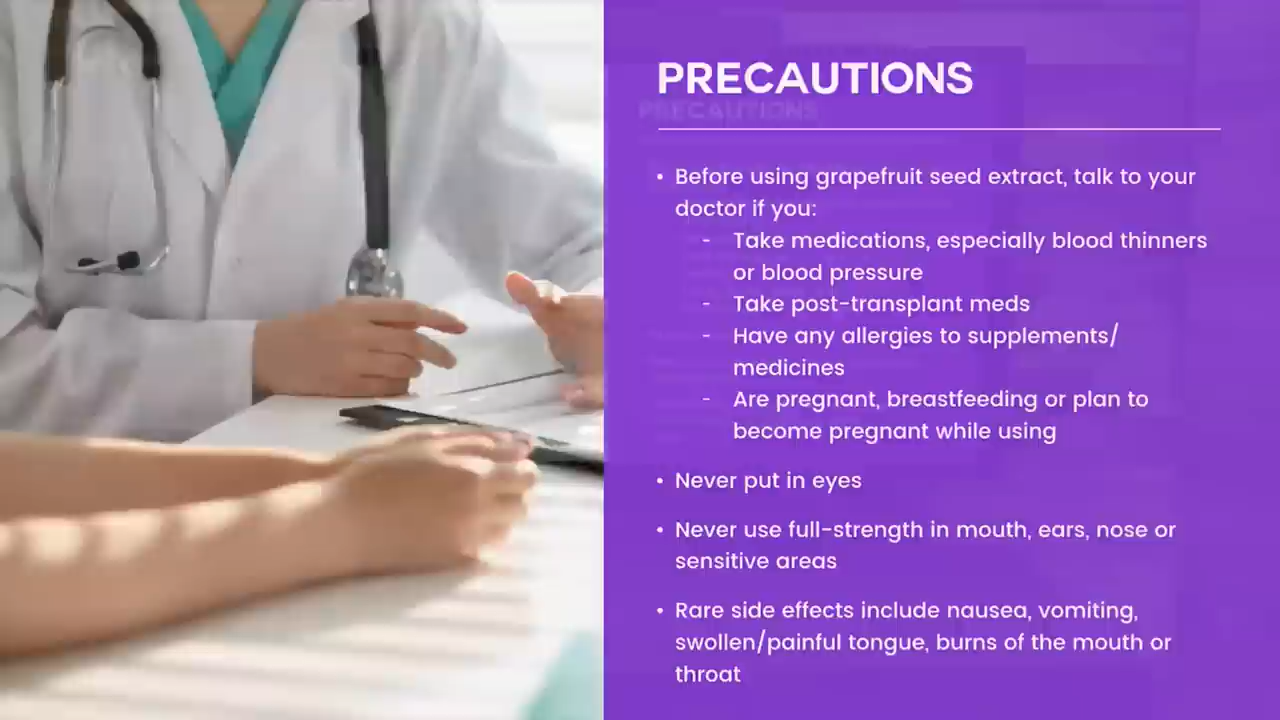 PRECAUTIONS
• Before using grapefruit seed extract, talk to your
doctor if you:
- Take medications, especially blood thinners
or blood pressure
- Take post-transplant meds
- Have any allergies to supplements/
medicines
- Are pregnant, breastfeeding or plan to
become pregnant while using
• Never put in eyes
• Never use full-strength in mouth, ears, nose or
sensitive areas
• Rare side effects include nausea, vomiting,
swollen/painful tongue, burns of the mouth or
throat